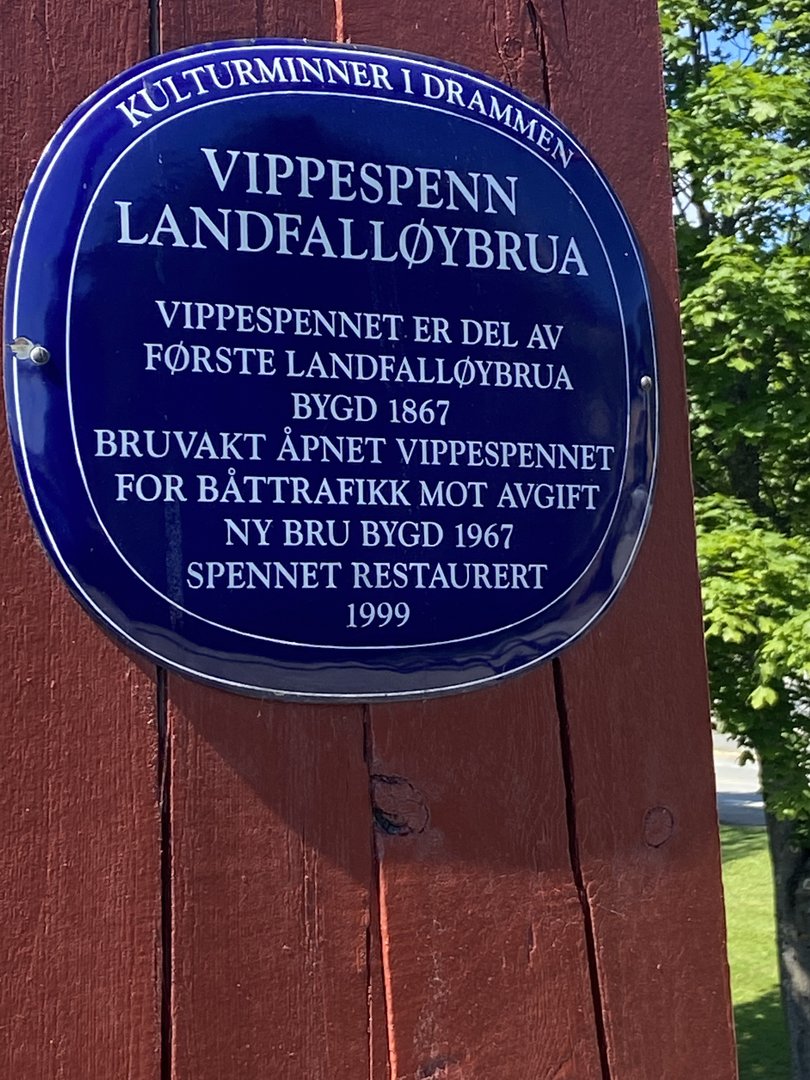 KULTURMINNER I DRAMMEN
VIPPESPENN
LANDFALLØYBRUA
VIPPESPENNET ER DEL AV
FØRSTE LANDFALLØYBRUA
BYGD 1867
BRUVAKT ÅPNET VIPPESPENNET
FOR BÅTTRAFIKK MOT AVGIFT
NY BRU BYGD 1967
SPENNET RESTAURERT
1999